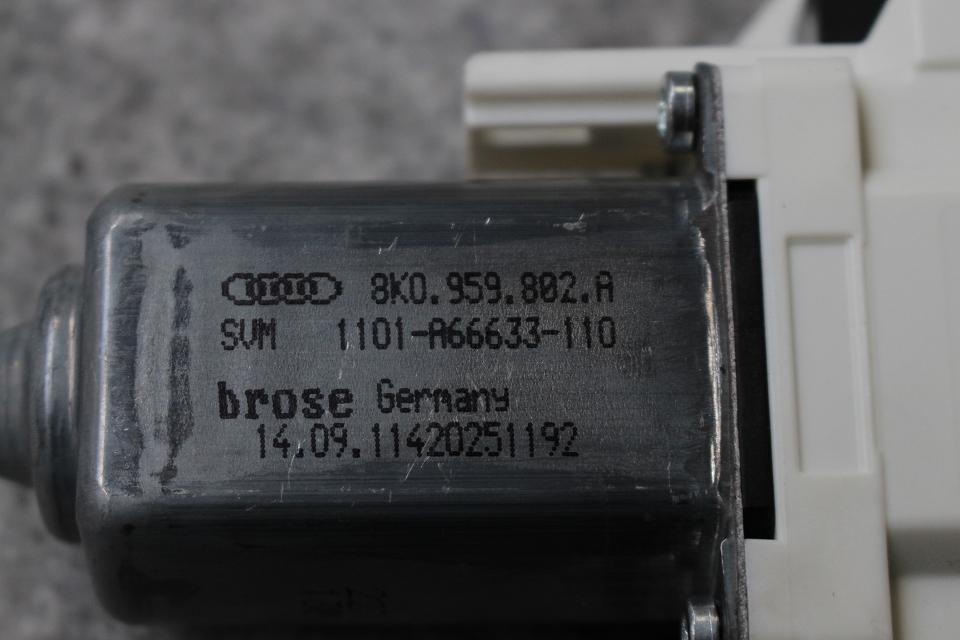 8K0.959.802.A
SVM 1101-A66633-110
brose Germany
14.09.11420251192